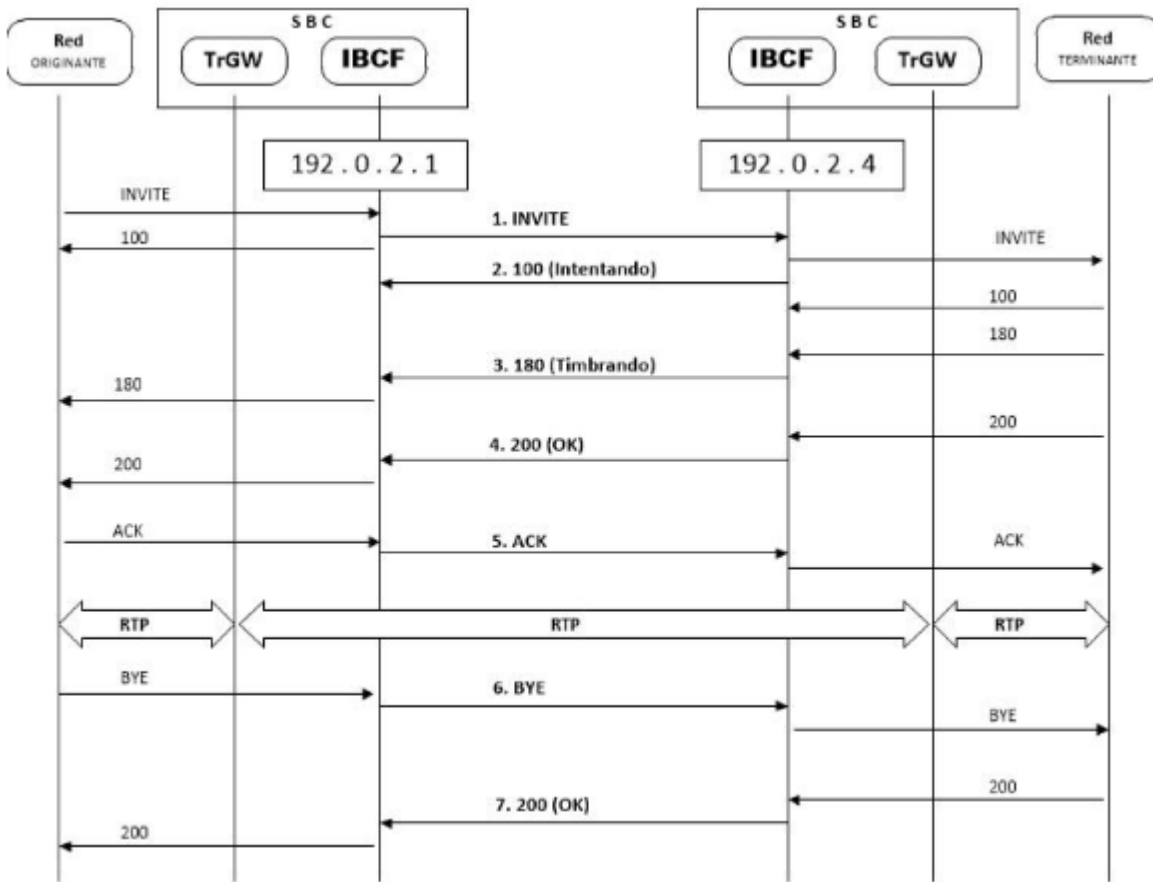 S B C
S B C
Red
ORIGINANTE
TrGW
IBCF
IBCF
TrGW
Red
TERMINANTE
192 . 0 . 2 . 1
192 . 0 . 2 . 4
INVITE
1. INVITE
100
INVITE
2. 100 (Intentando)
100
180
3. 180 (Timbrando)
180
200
4. 200 (OK)
200
ACK
5. ACK
ACK
RTP
RTP
RTP
BYE
6. BYE
BYE
200
7. 200 (OK)
200